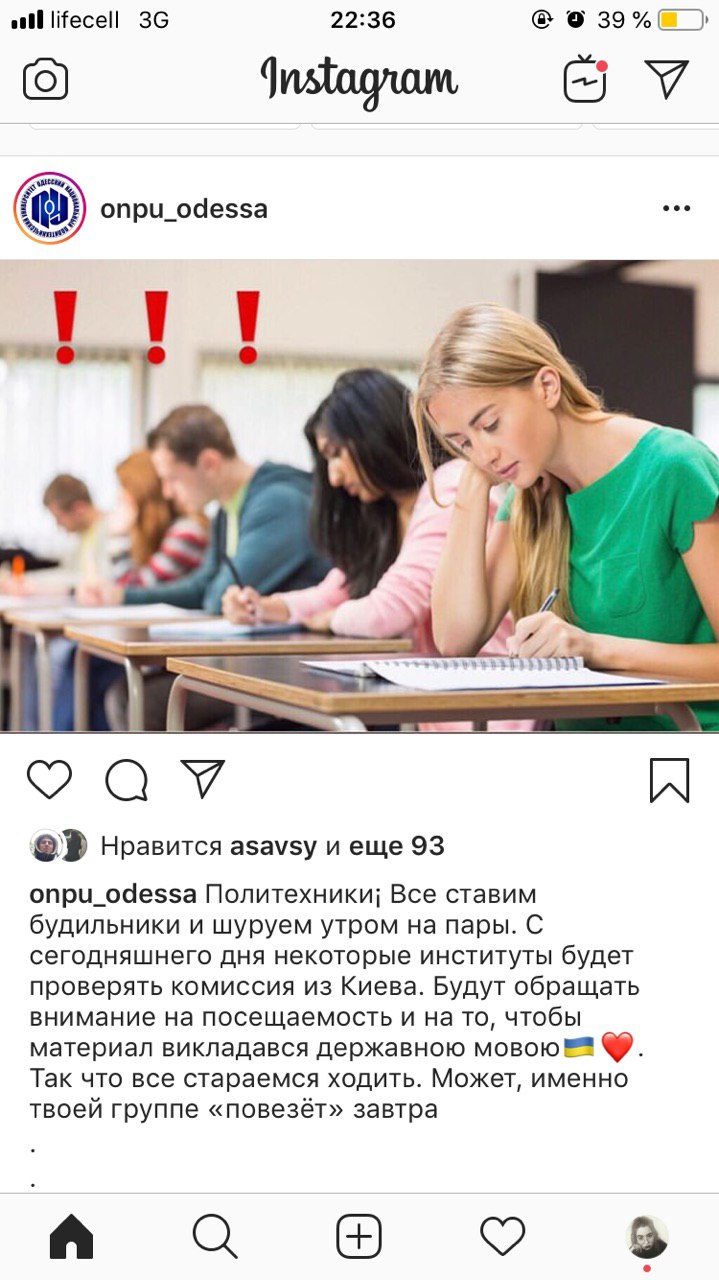 lifecell 3G 22:36 39 %
Instagram
onpu_odessa
❗❗❗
Нравится asavsy и еще 93
onpu_odessa Политехники¡ Все ставим
будильники и шуруем утром на пары. С
сегодняшнего дня некоторые институты будет
проверять комиссия из Киева. Будут обращать
внимание на посещаемость и на то, чтобы
материал викладався державною мовою🇺🇦❤️.
Так что все стараемся ходить. Может, именно
твоей группе «повезёт» завтра
.
.